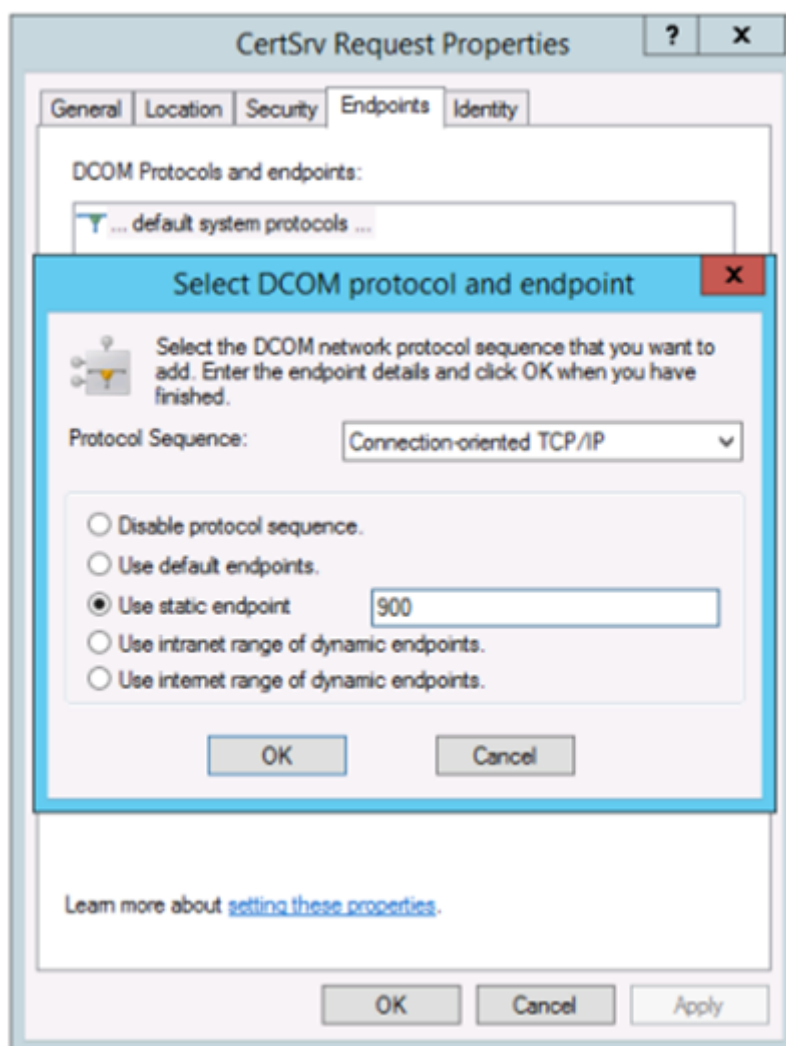 CertSrv Request Properties
? x
General Location Security Endpoints Identity
DCOM Protocols and endpoints:
... default system protocols ...
Select DCOM protocol and endpoint
x
Select the DCOM network protocol sequence that you want to
add. Enter the endpoint details and click OK when you have
finished.
Protocol Sequence: Connection-oriented TCP/IP
Disable protocol sequence.
Use default endpoints.
Use static endpoint 900
Use intranet range of dynamic endpoints.
Use internet range of dynamic endpoints.
OK Cancel
Learn more about setting these properties.
OK Cancel Apply